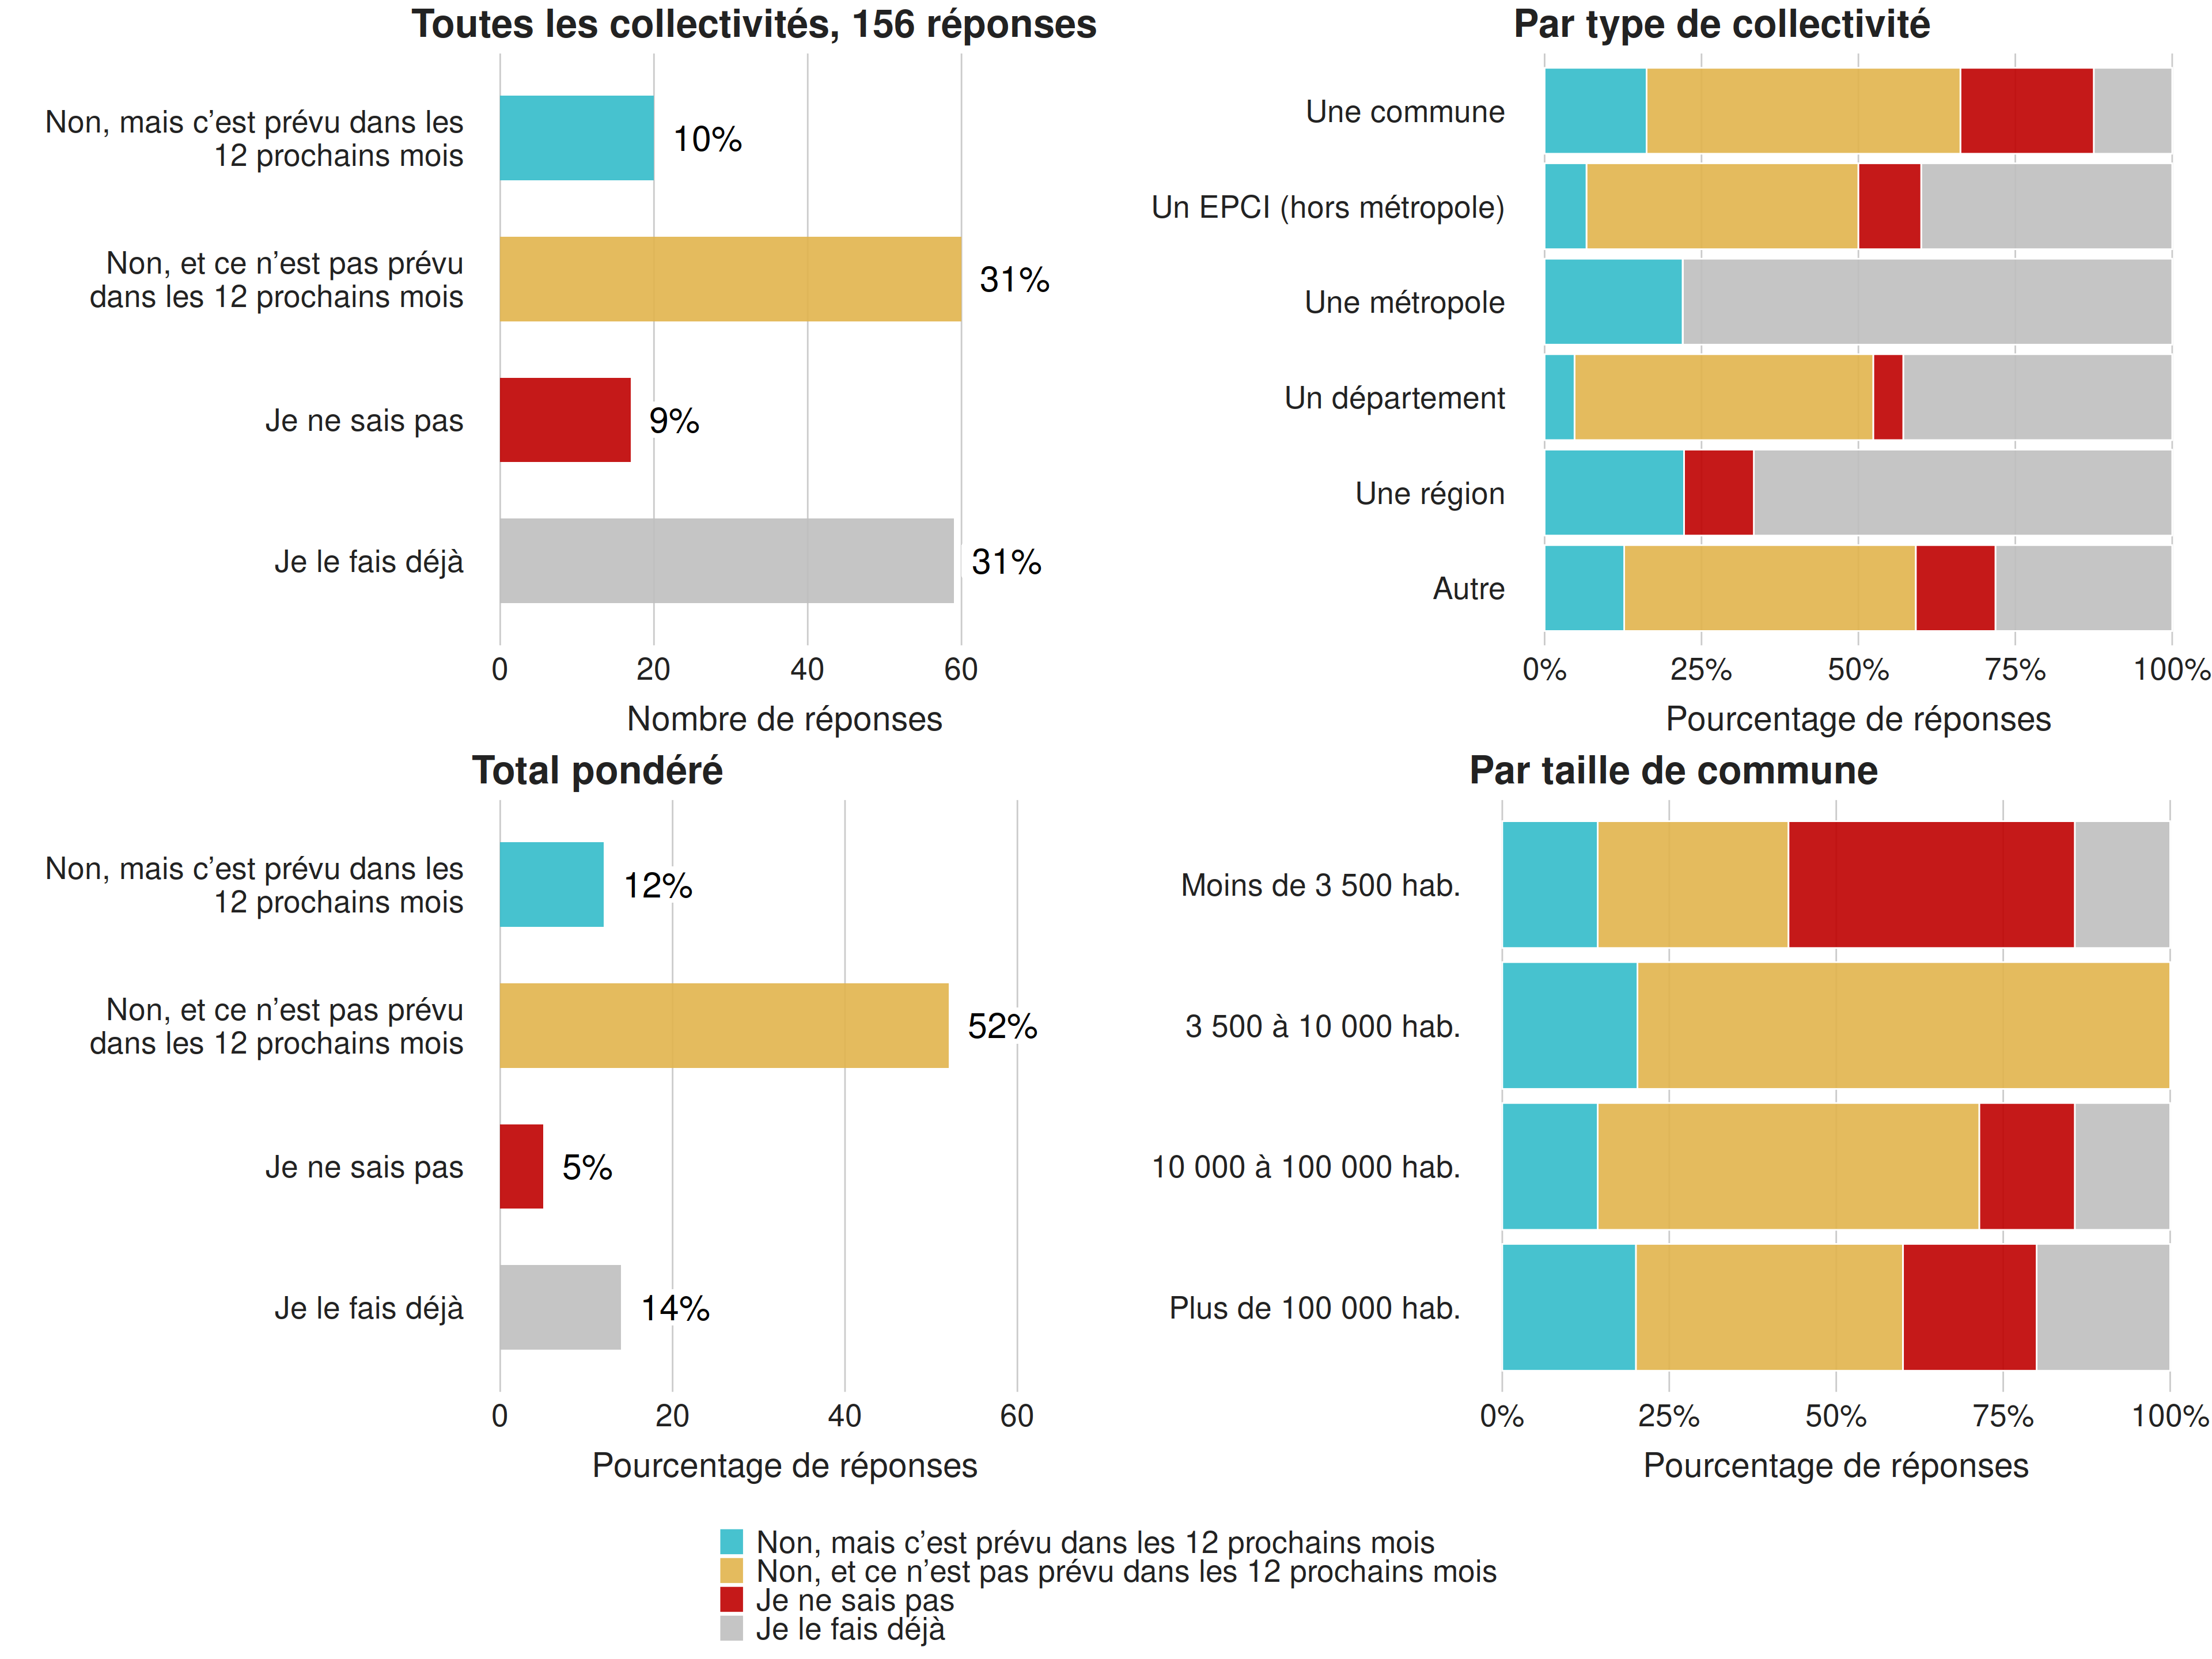 Toutes les collectivités, 156 réponses
Non, mais c’est prévu dans les
12 prochains mois
10%
Non, et ce n’est pas prévu
dans les 12 prochains mois
31%
Je ne sais pas
9%
Je le fais déjà
31%
0 20 40 60
Nombre de réponses
Par type de collectivité
Une commune
Un EPCI (hors métropole)
Une métropole
Un département
Une région
Autre
0% 25% 50% 75% 100%
Pourcentage de réponses
Total pondéré
Non, mais c’est prévu dans les
12 prochains mois
12%
Non, et ce n’est pas prévu
dans les 12 prochains mois
52%
Je ne sais pas
5%
Je le fais déjà
14%
0 20 40 60
Pourcentage de réponses
Par taille de commune
Moins de 3 500 hab.
3 500 à 10 000 hab.
10 000 à 100 000 hab.
Plus de 100 000 hab.
0% 25% 50% 75% 100%
Pourcentage de réponses
Non, mais c’est prévu dans les 12 prochains mois
Non, et ce n’est pas prévu dans les 12 prochains mois
Je ne sais pas
Je le fais déjà